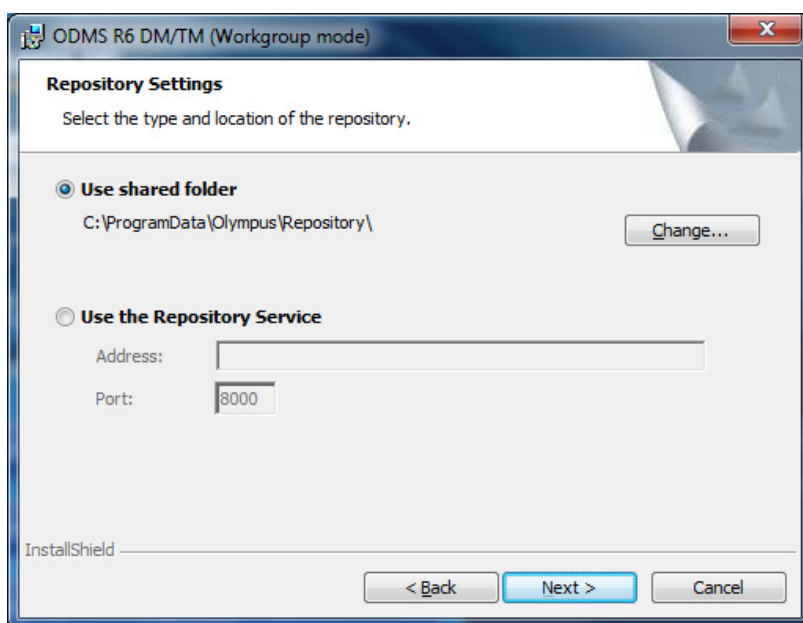 ODMS R6 DM/TM (Workgroup mode)
Repository Settings
Select the type and location of the repository.
Use shared folder
C:\ProgramData\Olympus\Repository\
Change...
Use the Repository Service
Address:
Port: 8000
InstallShield
< Back Next > Cancel